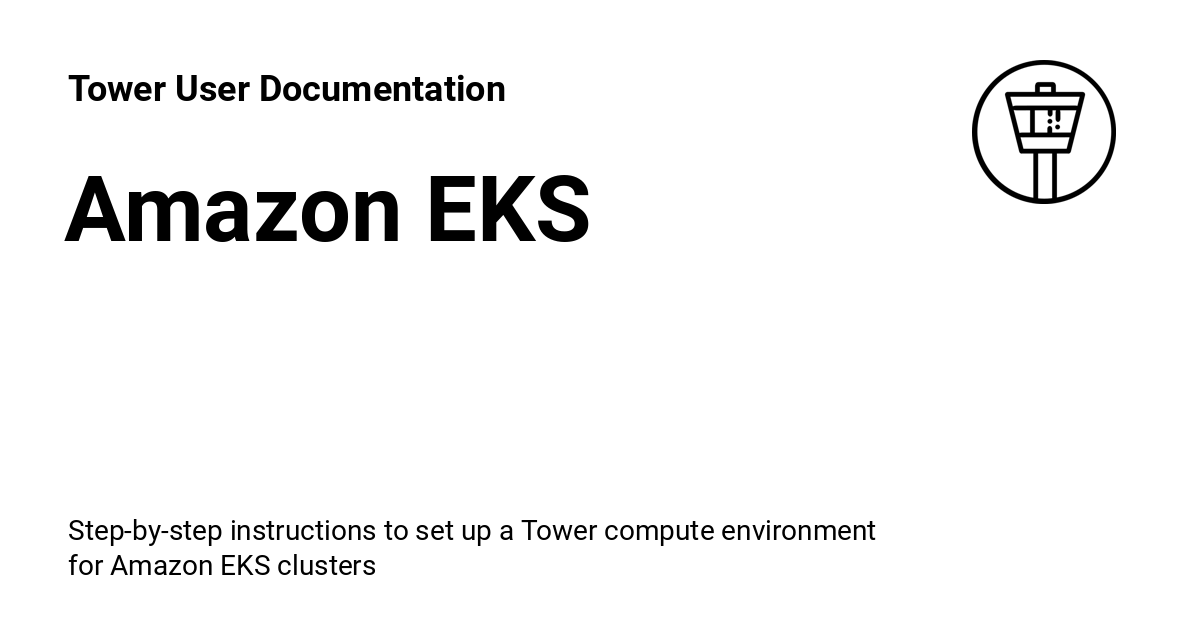 Tower User Documentation
Amazon EKS
Step-by-step instructions to set up a Tower compute environment
for Amazon EKS clusters